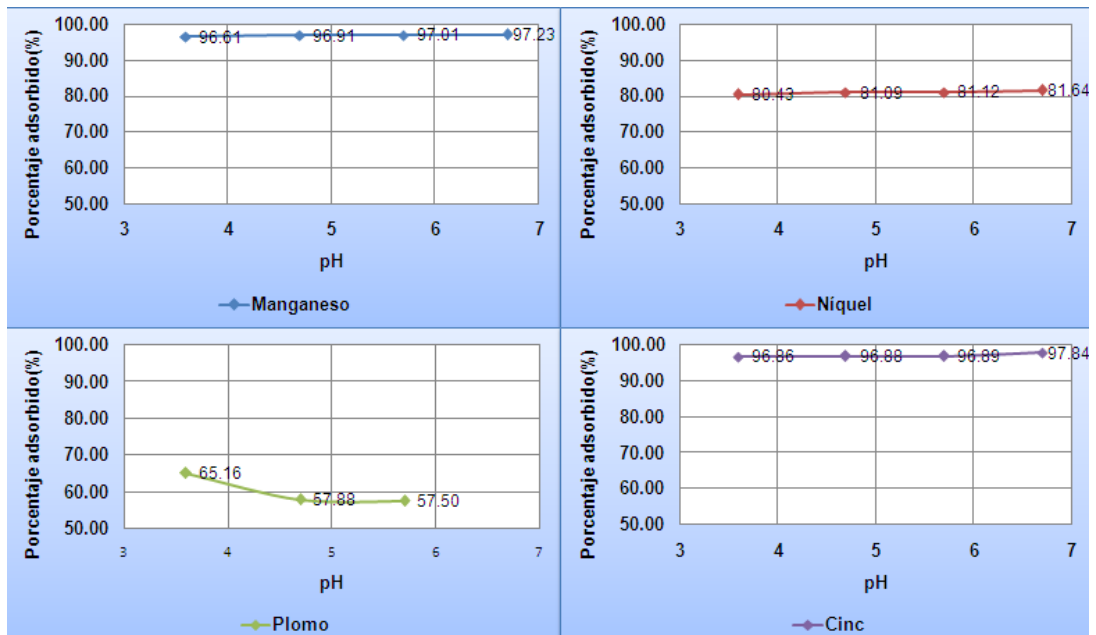 Porcentaje adsorbido(%)
100.00
90.00
80.00
70.00
60.00
50.00
96.61 96.91 97.01 97.23
3 4 5 6 7
pH
Manganeso
Porcentaje adsorbido(%)
100.00
90.00
80.00
70.00
60.00
50.00
80.43 81.09 81.12 81.64
3 4 5 6 7
pH
Níquel
Porcentaje adsorbido(%)
100.00
90.00
80.00
70.00
60.00
50.00
65.16 57.88 57.50
3 4 5 6 7
pH
Plomo
Porcentaje adsorbido(%)
100.00
90.00
80.00
70.00
60.00
50.00
96.86 96.88 96.89 97.84
3 4 5 6 7
pH
Cinc